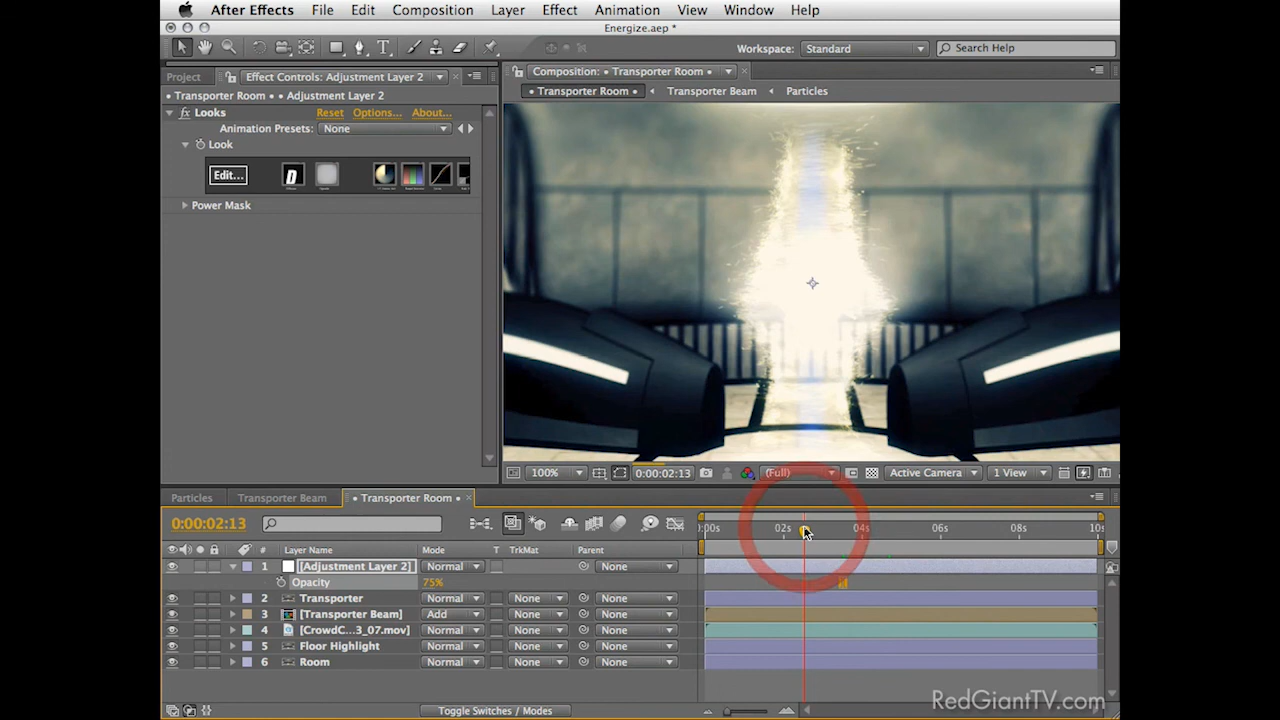 After Effects File Edit Composition Layer Effect Animation View Window Help
Energize.aep *
Workspace: Standard Search Help
Project Effect Controls: Adjustment Layer 2 Composition: • Transporter Room •
• Transporter Room • • Adjustment Layer 2 • Transporter Room • Transporter Beam Particles
fx Looks Reset Options... About...
Animation Presets: None
Look
Edit...
Power Mask
100% 0:00:02:13 (Full) Active Camera 1 View
Particles Transporter Beam • Transporter Room •
0:00:02:13 :00s 02s 04s 06s 08s 10s
# Layer Name Mode T TrkMat Parent
1 [Adjustment Layer 2] Normal None
Opacity 75%
2 Transporter Normal None None
3 [Transporter Beam] Add None None
4 [CrowdC...3_07.mov] Normal None None
5 Floor Highlight Normal None None
6 Room Normal None None
Toggle Switches / Modes
RedGiantTV.com